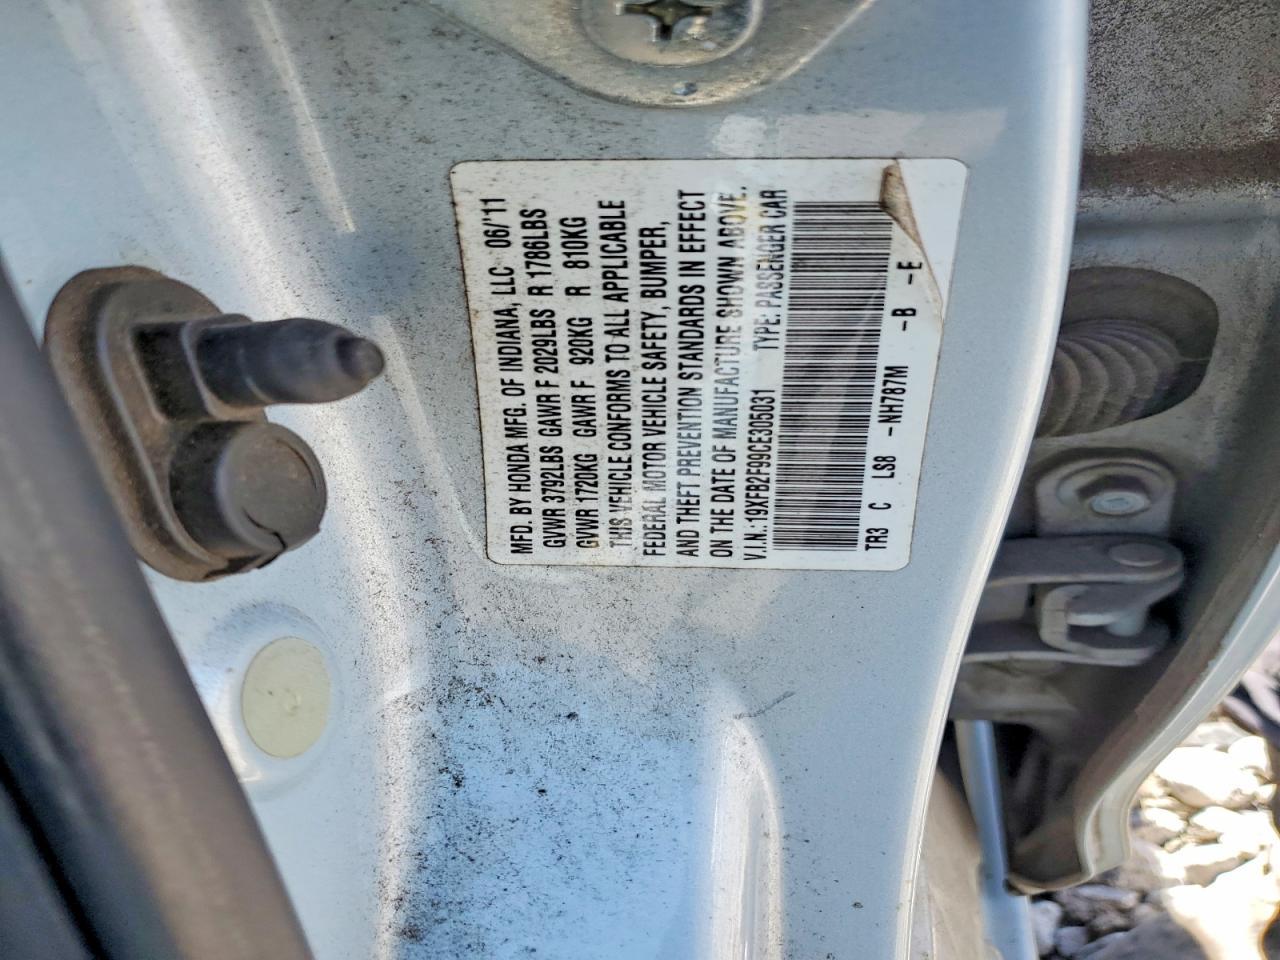 MFD. BY HONDA MFG. OF INDIANA, LLC 06/'11
GVWR 3792LBS GAWR F 2029LBS R 1786LBS
GVWR 1720KG GAWR F 920KG R 810KG
THIS VEHICLE CONFORMS TO ALL APPLICABLE
FEDERAL MOTOR VEHICLE SAFETY, BUMPER,
AND THEFT PREVENTION STANDARDS IN EFFECT
ON THE DATE OF MANUFACTURE SHOWN ABOVE.
V.I.N.:19XFB2F99CE305031 TYPE: PASSENGER CAR
TR3 C LS8 -NH787M -B -E